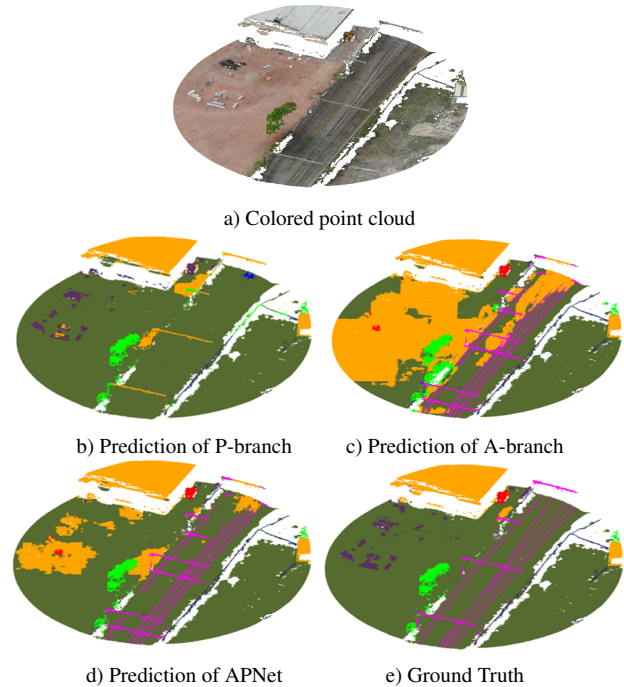 a) Colored point cloud
b) Prediction of P-branch
c) Prediction of A-branch
d) Prediction of APNet
e) Ground Truth